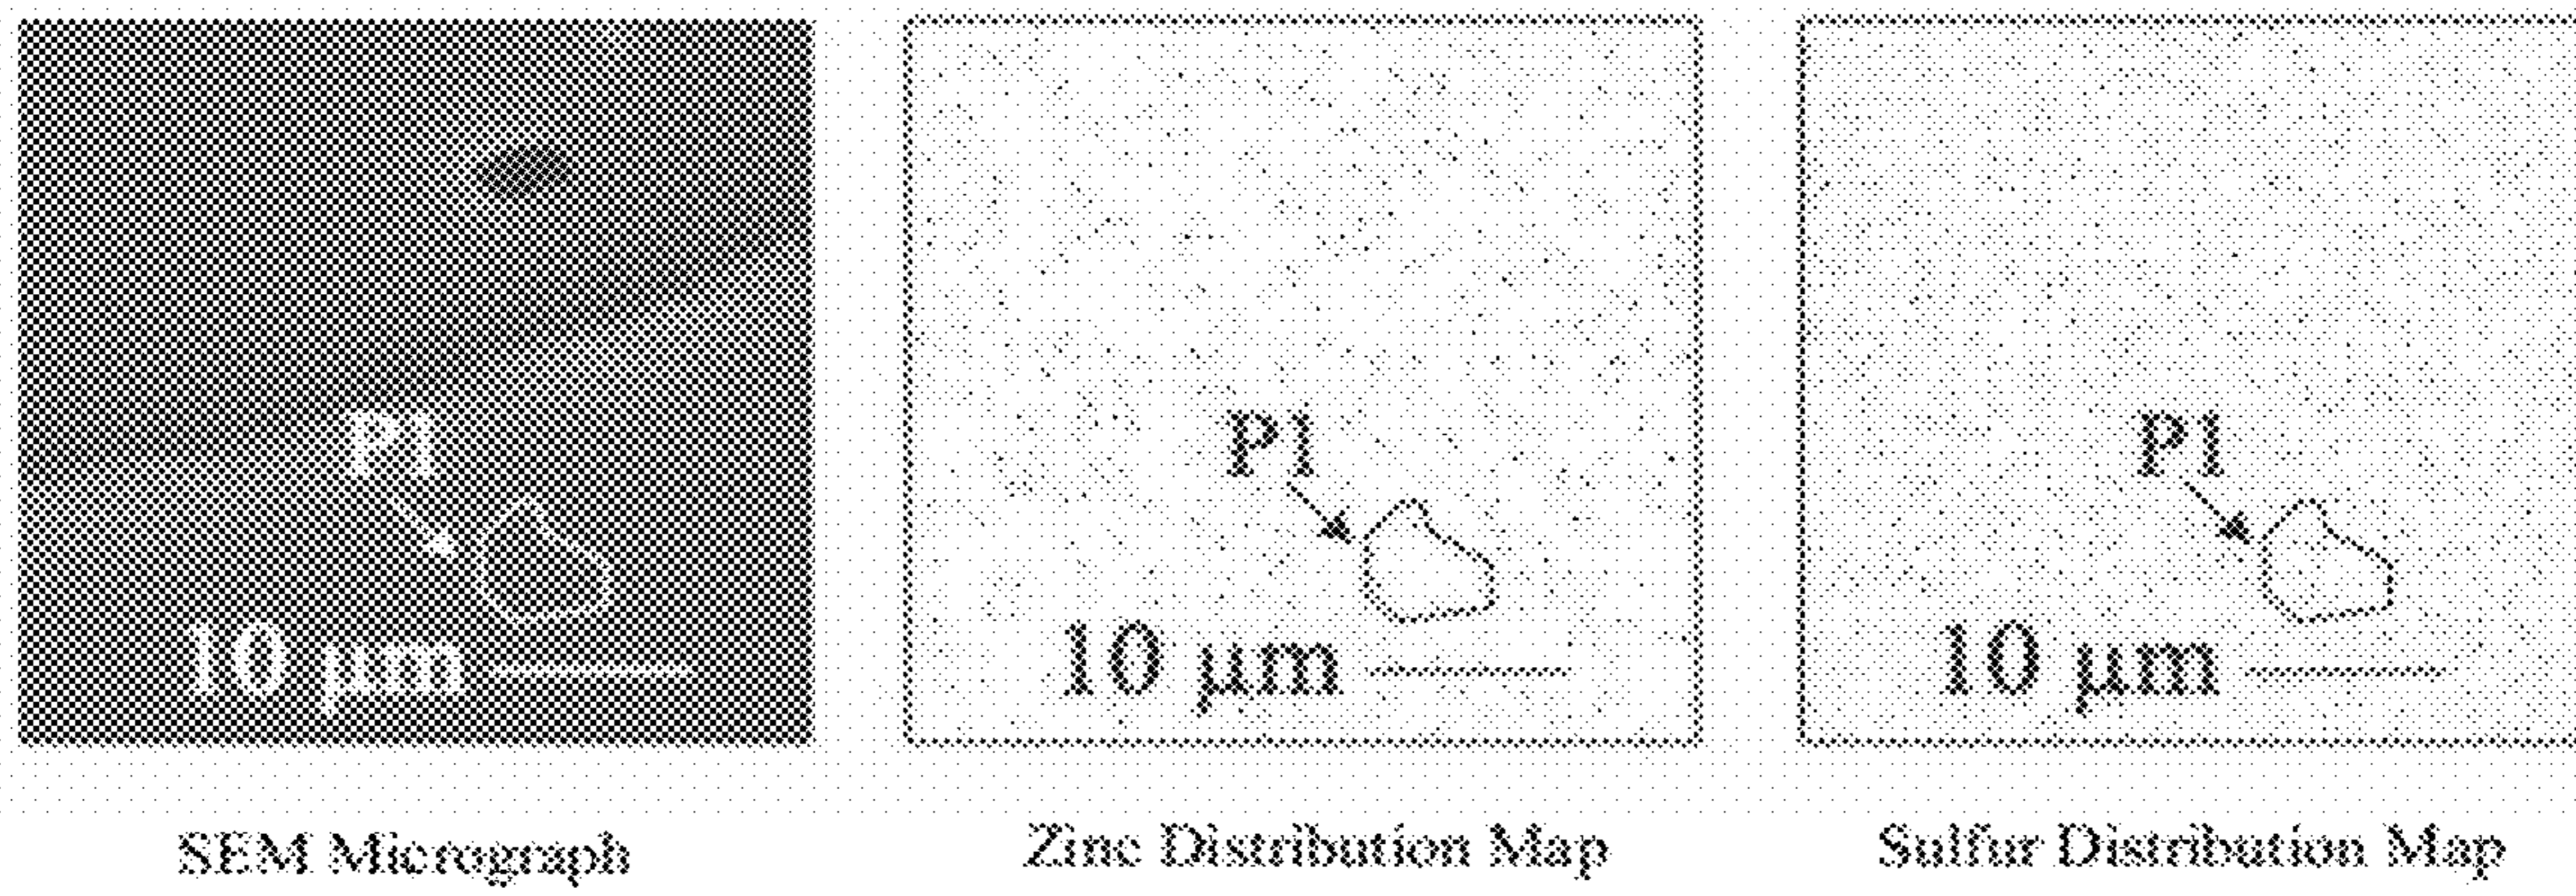 P1
10 µm
SEM Micrograph
P1
10 µm
Zinc Distribution Map
P1
10 µm
Sulfur Distribution Map